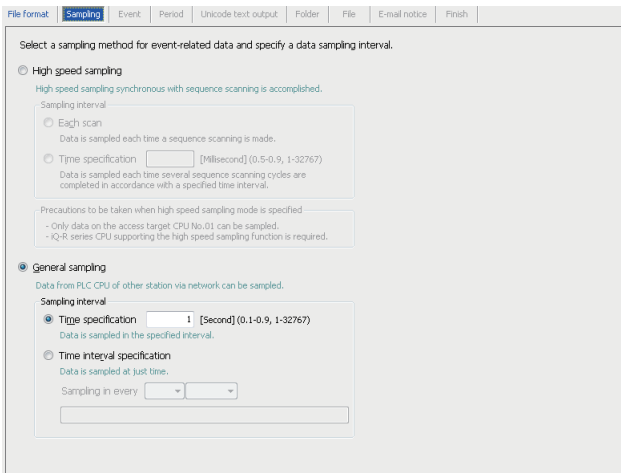 File format Sampling Event Period Unicode text output Folder File E-mail notice Finish
Select a sampling method for event-related data and specify a data sampling interval.
High speed sampling
High speed sampling synchronous with sequence scanning is accomplished.
Sampling interval
Each scan
Data is sampled each time a sequence scanning is made.
Time specification [Millisecond] (0.5-0.9, 1-32767)
Data is sampled each time several sequence scanning cycles are
completed in accordance with a specified time interval.
Precautions to be taken when high speed sampling mode is specified
- Only data on the access target CPU No.01 can be sampled.
- iQ-R series CPU supporting the high speed sampling function is required.
General sampling
Data from PLC CPU of other station via network can be sampled.
Sampling interval
Time specification 1 [Second] (0.1-0.9, 1-32767)
Data is sampled in the specified interval.
Time interval specification
Data is sampled at just time.
Sampling in every